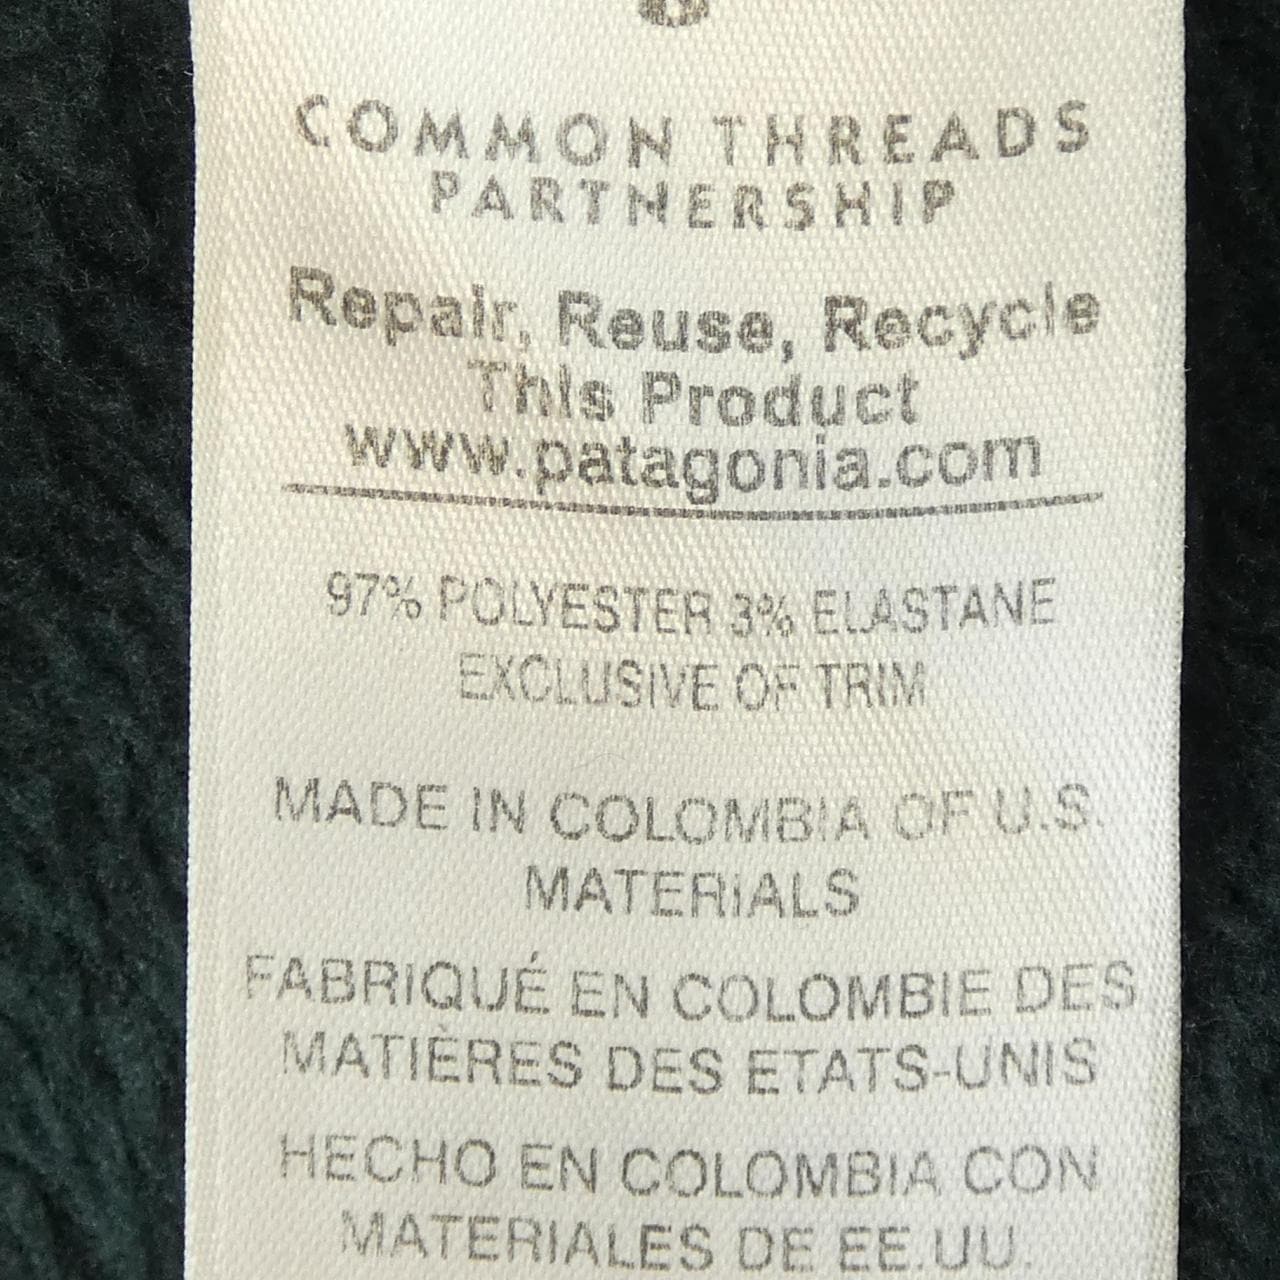 COMMON THREADS
PARTNERSHIP
Repair, Reuse, Recycle
This Product
www.patagonia.com
97% POLYESTER 3% ELASTANE
EXCLUSIVE OF TRIM
MADE IN COLOMBIA OF U.S.
MATERIALS
FABRIQUÉ EN COLOMBIE DES
MATIÈRES DES ETATS-UNIS
HECHO EN COLOMBIA CON
MATERIALES DE EE.UU.